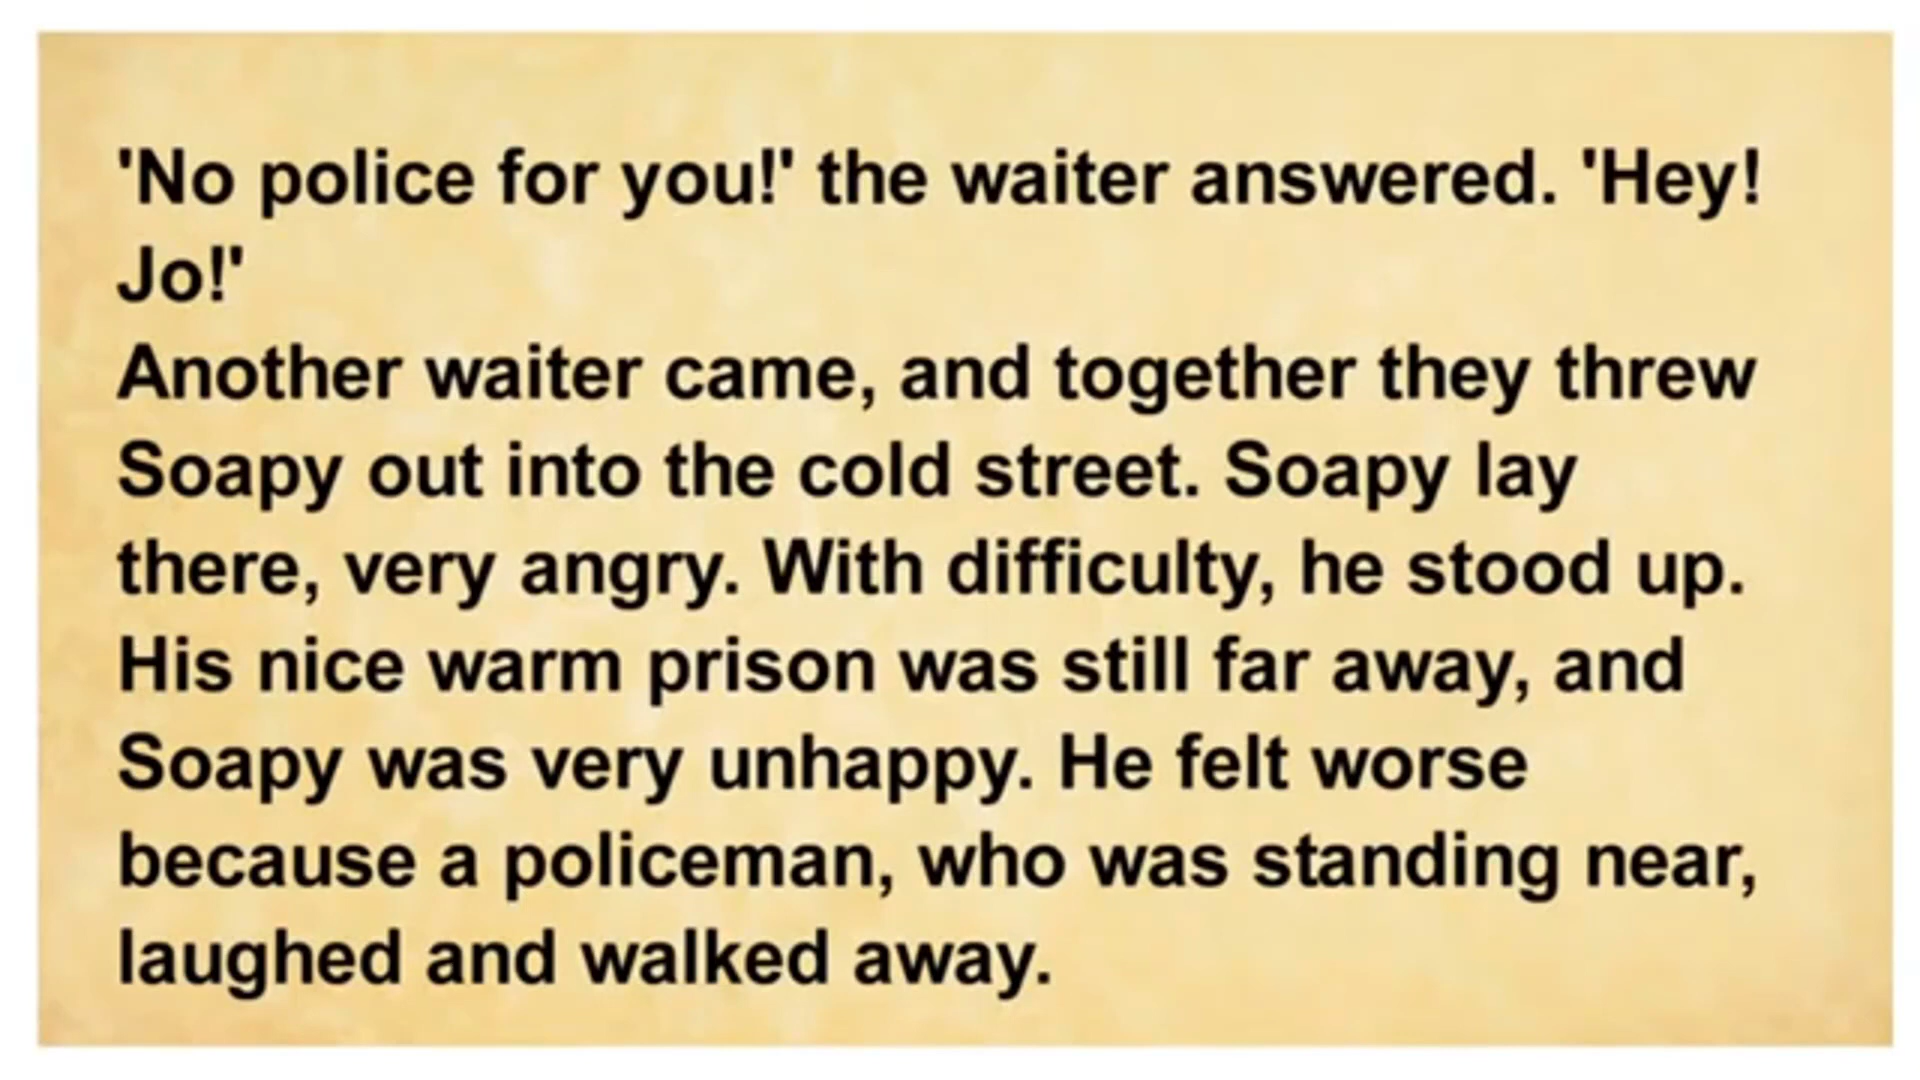 'No police for you!' the waiter answered. 'Hey!
Jo!'
Another waiter came, and together they threw
Soapy out into the cold street. Soapy lay
there, very angry. With difficulty, he stood up.
His nice warm prison was still far away, and
Soapy was very unhappy. He felt worse
because a policeman, who was standing near,
laughed and walked away.